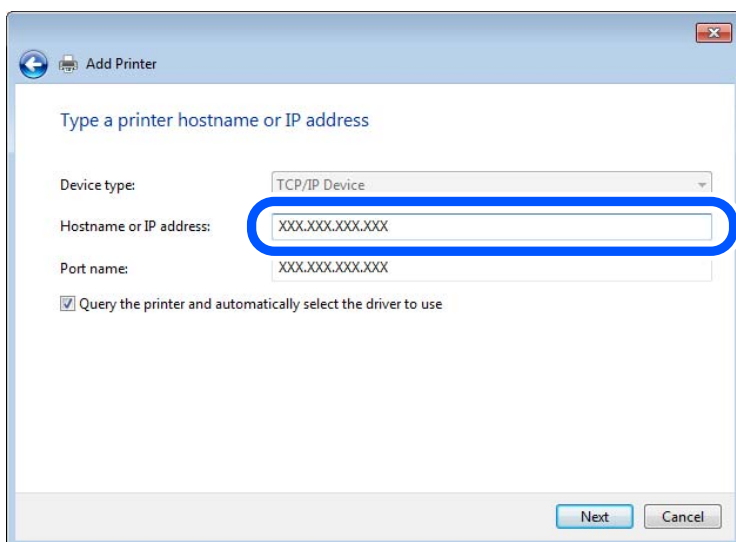 Add Printer
Type a printer hostname or IP address
Device type: TCP/IP Device
Hostname or IP address: XXX.XXX.XXX.XXX
Port name: XXX.XXX.XXX.XXX
Query the printer and automatically select the driver to use
Next Cancel